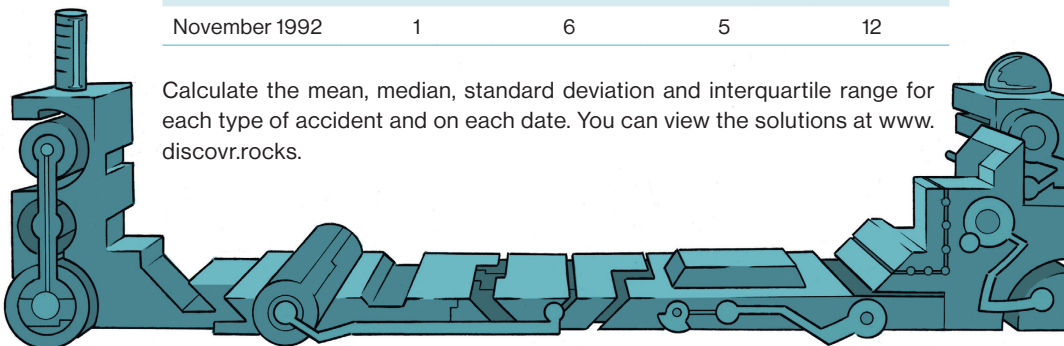 November 1992 1 6 5 12
Calculate the mean, median, standard deviation and interquartile range for
each type of accident and on each date. You can view the solutions at www.
discovr.rocks.